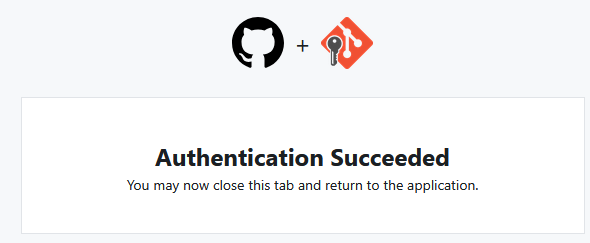 +
Authentication Succeeded
You may now close this tab and return to the application.